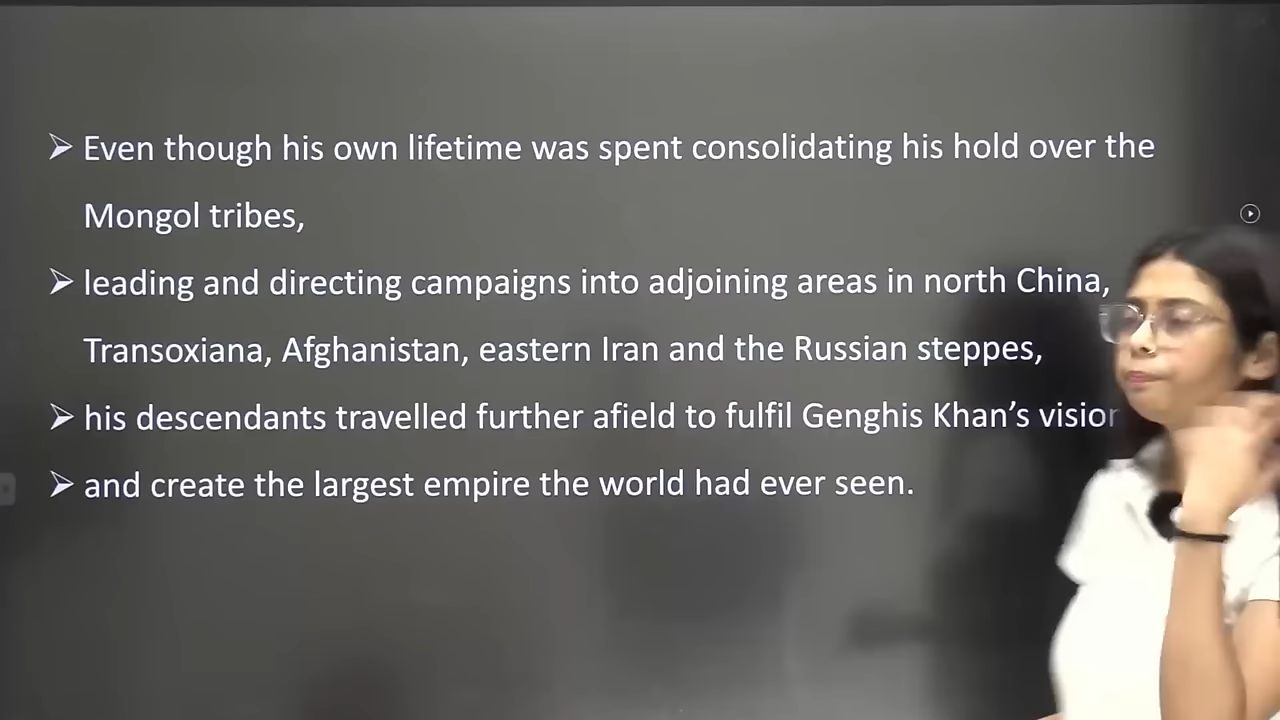 ➢ Even though his own lifetime was spent consolidating his hold over the
Mongol tribes,
➢ leading and directing campaigns into adjoining areas in north China,
Transoxiana, Afghanistan, eastern Iran and the Russian steppes,
➢ his descendants travelled further afield to fulfil Genghis Khan’s vision
➢ and create the largest empire the world had ever seen.